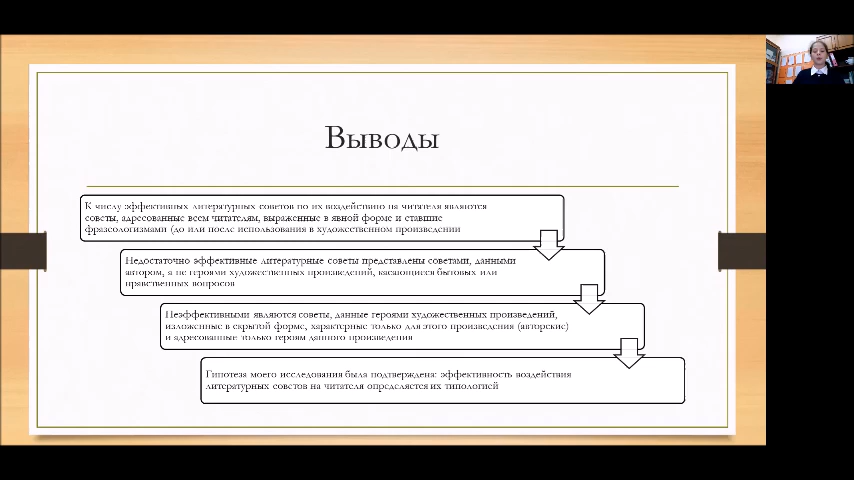 Выводы
К числу эффективных литературных советов по их воздействию на читателя являются
советы, адресованные всем читателям, выраженные в явной форме и ставшие
фразеологизмами (до или после использования в художественном произведении
Недостаточно эффективные литературные советы представлены советами, данными
автором, а не героями художественных произведений, касающиеся бытовых или
нравственных вопросов
Неэффективными являются советы, данные героями художественных произведений,
изложенные в скрытой форме, характерные только для этого произведения (авторские)
и адресованные только героям данного произведения
Гипотеза моего исследования была подтверждена: эффективность воздействия
литературных советов на читателя определяется их типологией